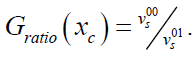 G_ratio (x_c) = v_s^00 / v_s^01 .